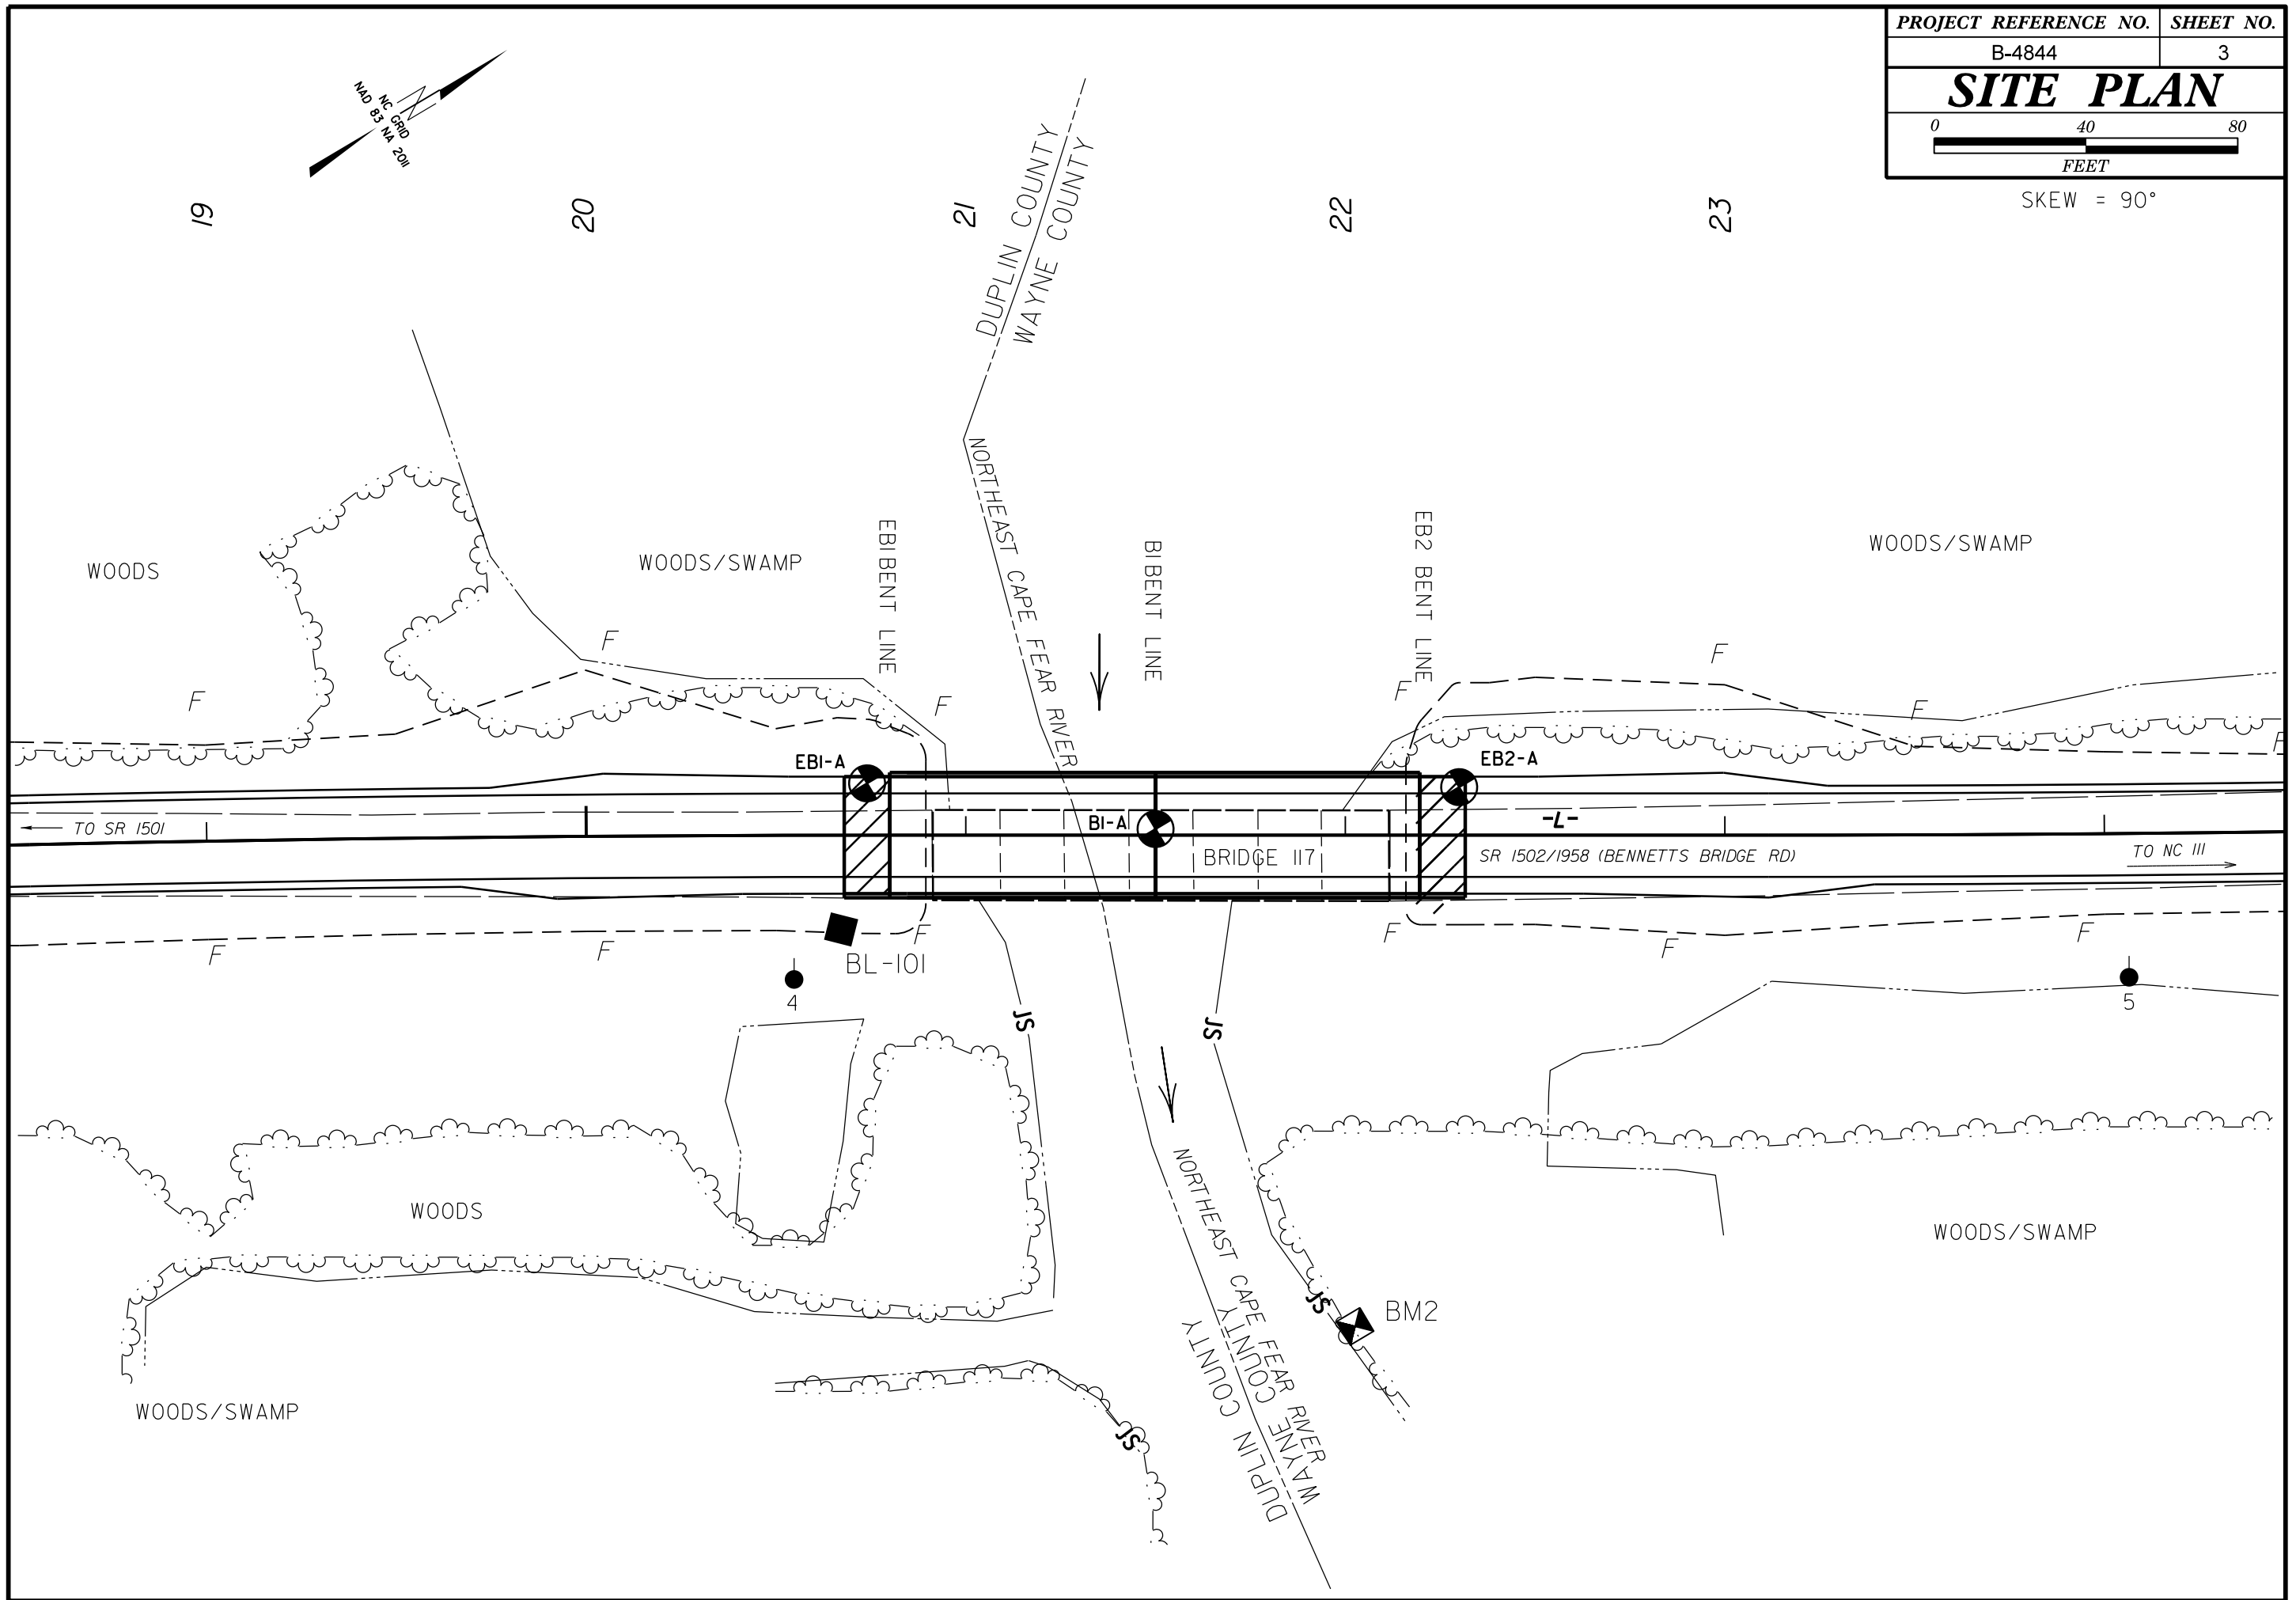 PROJECT REFERENCE NO. SHEET NO.
B-4844 3
SITE PLAN
0 40 80
FEET
SKEW = 90°
NC GRID
NAD 83 NA 2011
19 20 21 22 23
DUPLIN COUNTY
WAYNE COUNTY
NORTHEAST CAPE FEAR RIVER
EB1 BENT LINE
B1 BENT LINE
EB2 BENT LINE
WOODS
WOODS/SWAMP
WOODS/SWAMP
F
F
F
F
F
F
F
EB1-A
EB2-A
TO SR 1501
B1-A
-L-
BRIDGE 117
SR 1502/1958 (BENNETTS BRIDGE RD)
TO NC 111
F
F
F
F
F
F
BL-101
4
5
JS
JS
WOODS
NORTHEAST CAPE FEAR RIVER
WOODS/SWAMP
JS
BM2
WAYNE COUNTY
DUPLIN COUNTY
WOODS/SWAMP
JS